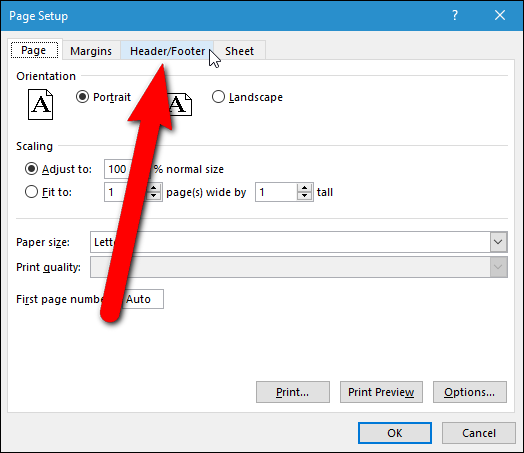 Page Setup ? ×
Page Margins Header/Footer Sheet
Orientation
A Portrait A Landscape
Scaling
Adjust to: 100 % normal size
Fit to: 1 page(s) wide by 1 tall
Paper size: Lette
Print quality:
First page numbe Auto
Print... Print Preview Options...
OK Cancel